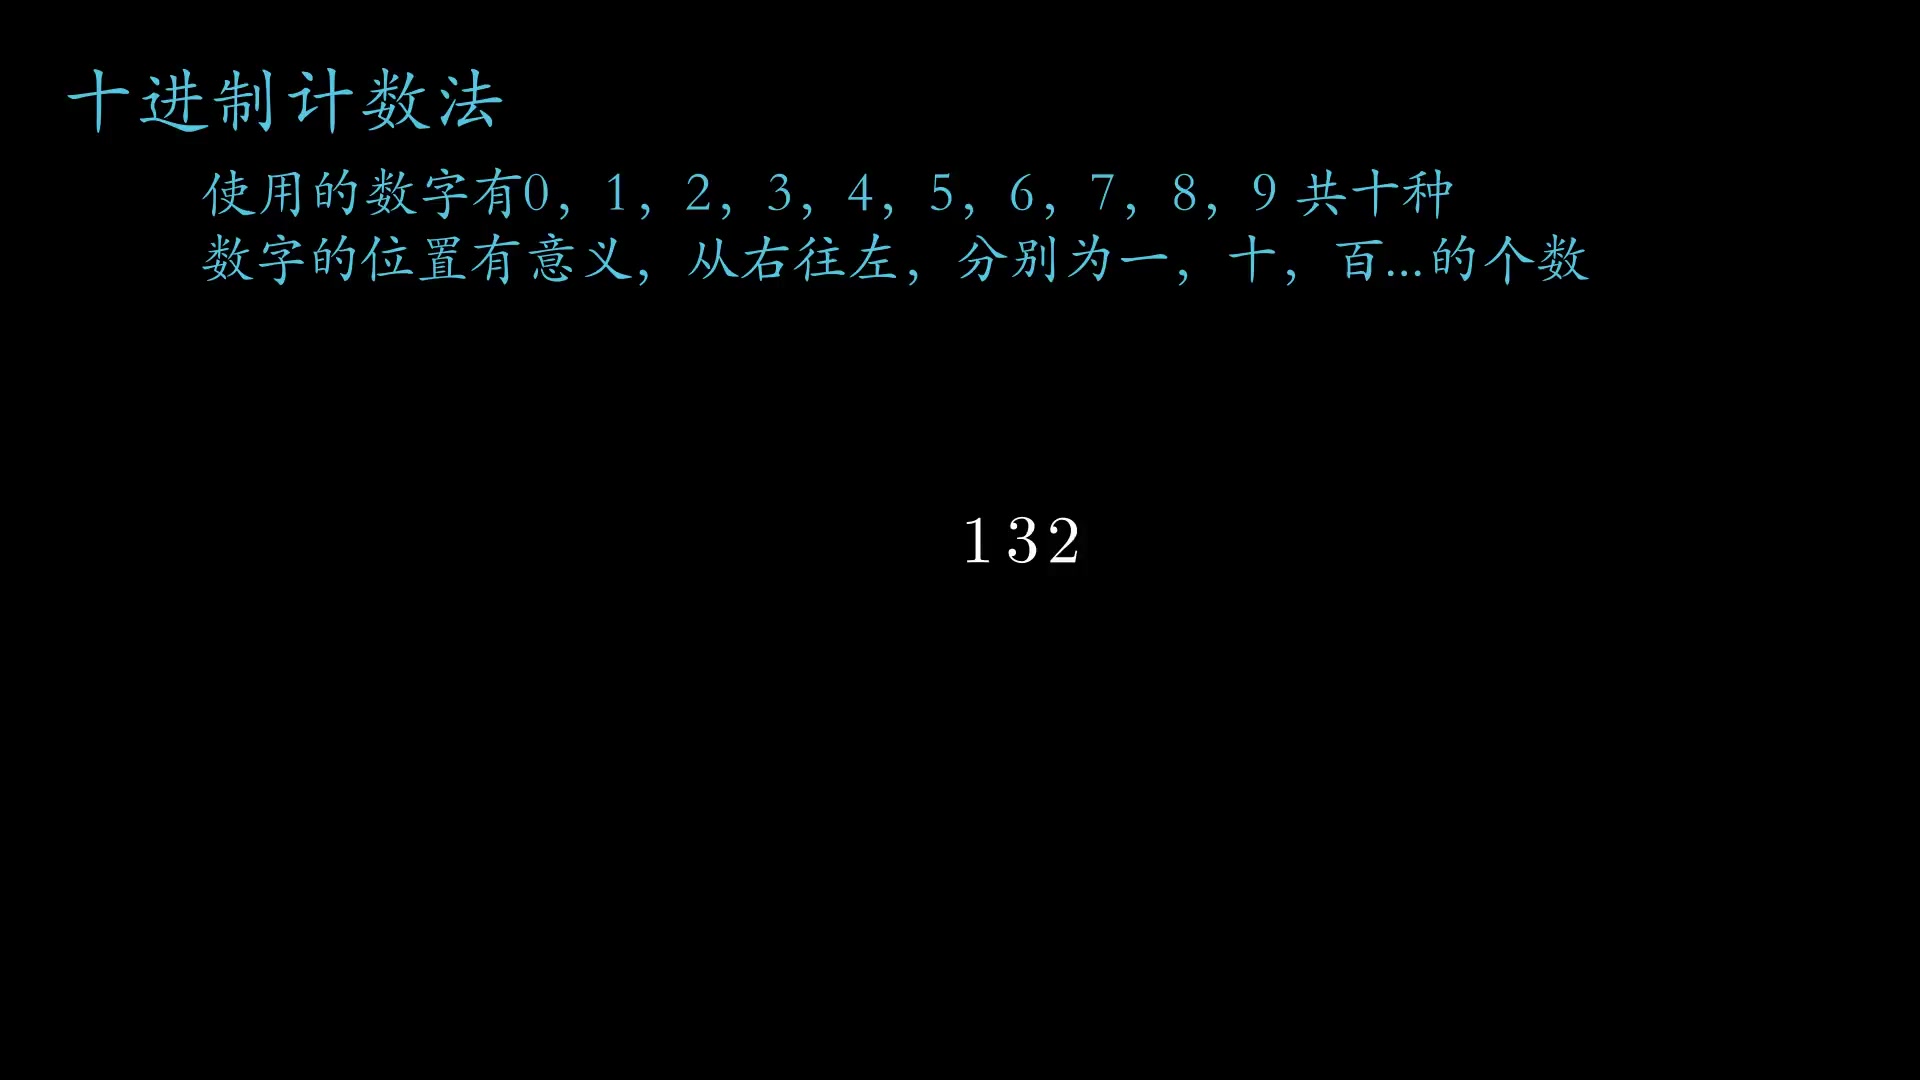 十进制计数法
使用的数字有0，1，2，3，4，5，6，7，8，9 共十种
数字的位置有意义，从右往左，分别为一，十，百...的个数
132